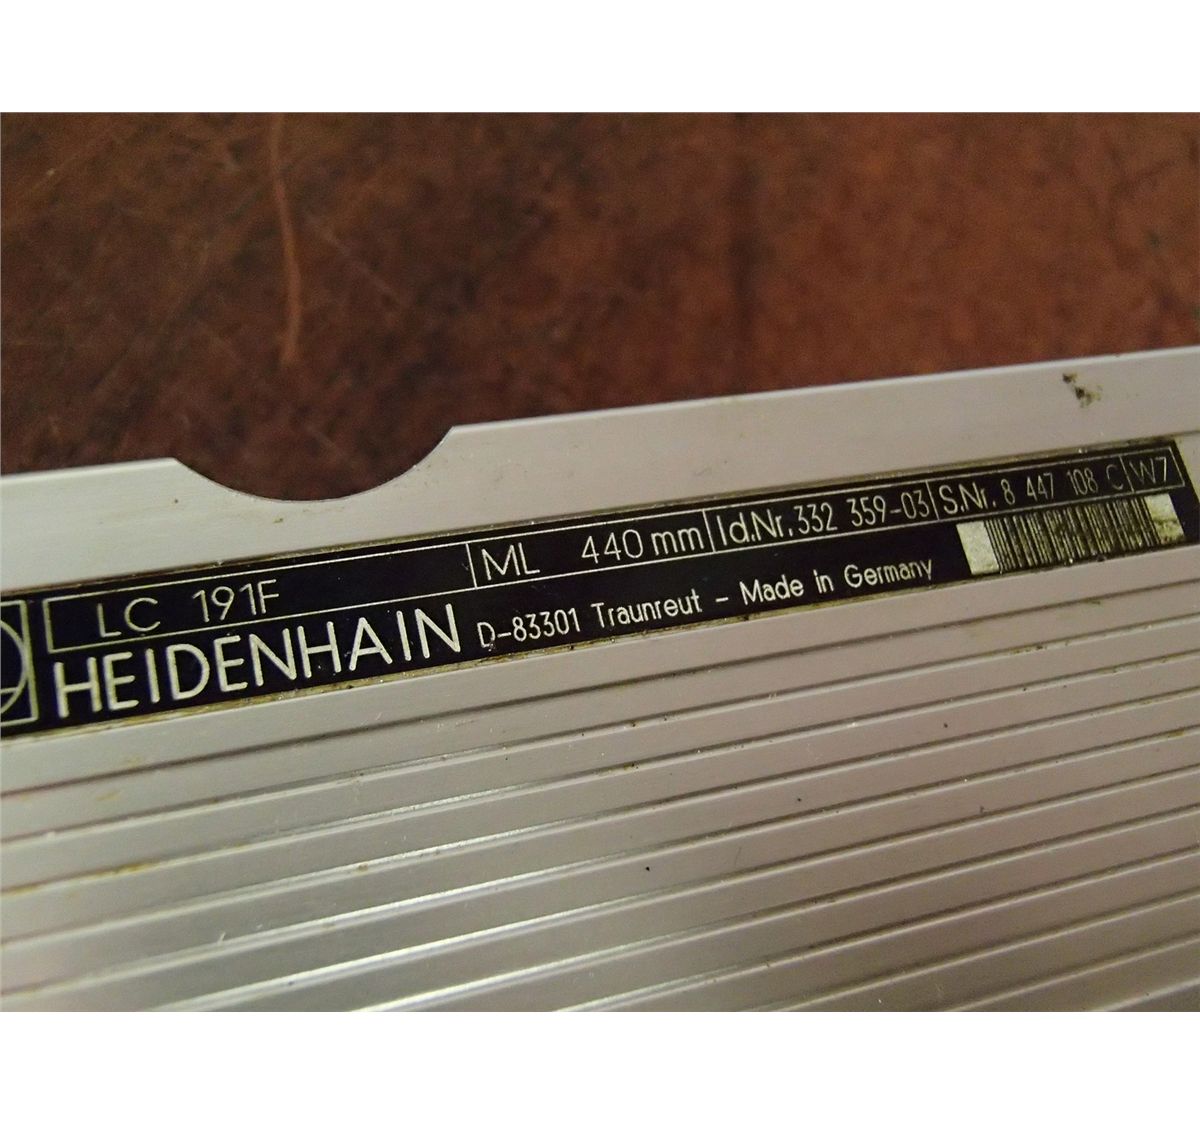 LC 191F ML 440 mm Id.Nr. 332 359-03 S.Nr. 8 447 108 C W7
HEIDENHAIN D-83301 Traunreut - Made in Germany